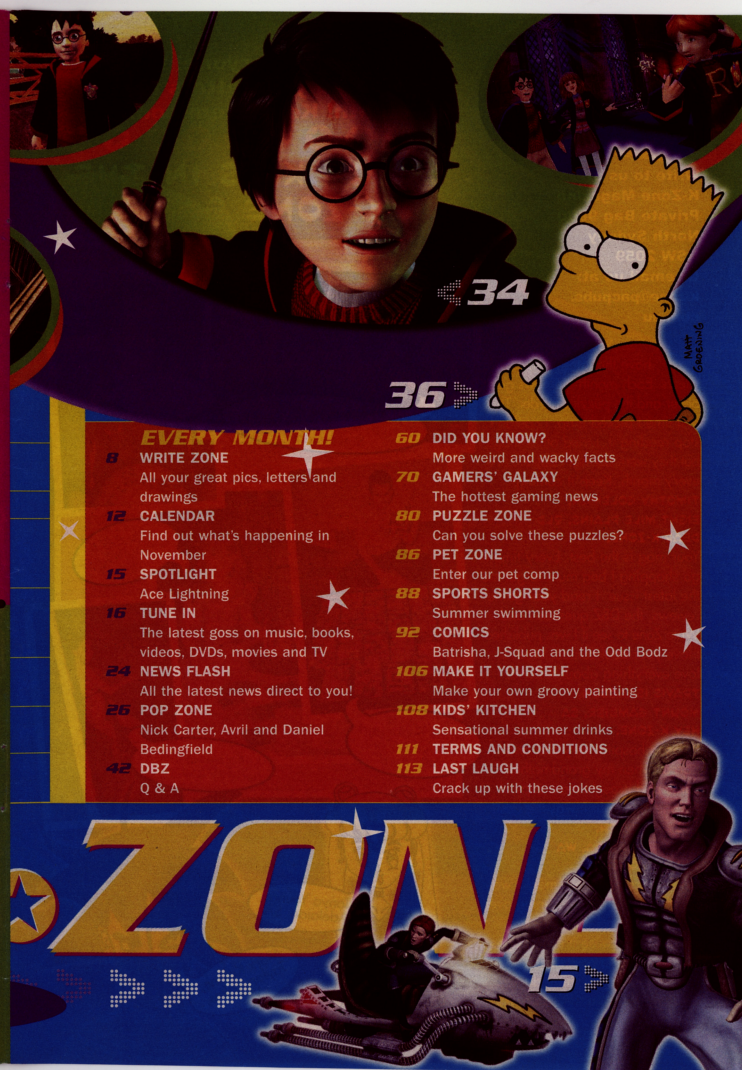 34
MATT
GROENING
36
EVERY MONTH!
8 WRITE ZONE
All your great pics, letters and
drawings
12 CALENDAR
Find out what's happening in
November
15 SPOTLIGHT
Ace Lightning
16 TUNE IN
The latest goss on music, books,
videos, DVDs, movies and TV
24 NEWS FLASH
All the latest news direct to you!
26 POP ZONE
Nick Carter, Avril and Daniel
Bedingfield
42 DBZ
Q & A
60 DID YOU KNOW?
More weird and wacky facts
70 GAMERS' GALAXY
The hottest gaming news
80 PUZZLE ZONE
Can you solve these puzzles?
86 PET ZONE
Enter our pet comp
88 SPORTS SHORTS
Summer swimming
92 COMICS
Batrisha, J-Squad and the Odd Bodz
106 MAKE IT YOURSELF
Make your own groovy painting
108 KIDS' KITCHEN
Sensational summer drinks
111 TERMS AND CONDITIONS
113 LAST LAUGH
Crack up with these jokes
ZONE
15